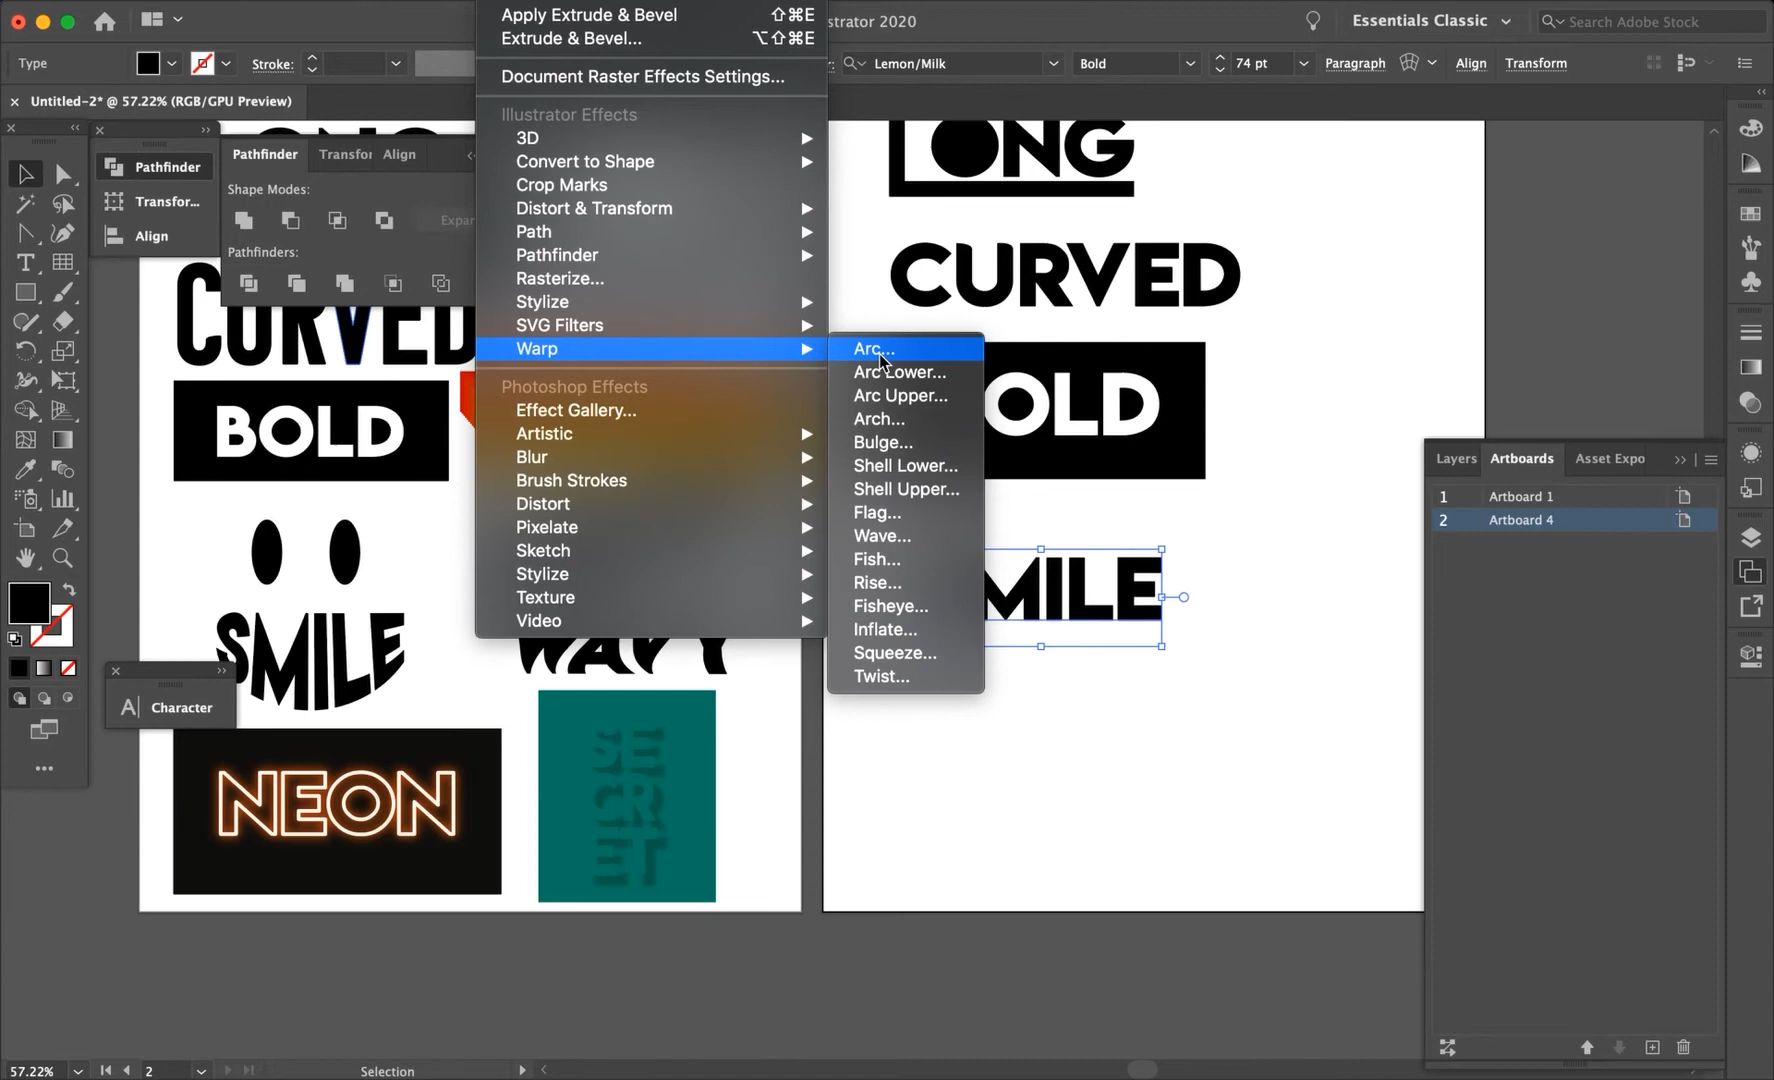 strator 2020
Essentials Classic
Search Adobe Stock
Type
Stroke:
Lemon/Milk
Bold
74 pt
Paragraph
Align
Transform
Untitled-2* @ 57.22% (RGB/GPU Preview)
Pathfinder
Transfor...
Align
Pathfinder
Transfor
Align
Shape Modes:
Expan
Pathfinders:
Apply Extrude & Bevel ⇧⌘E
Extrude & Bevel... ⌥⇧⌘E
Document Raster Effects Settings...
Illustrator Effects
3D
Convert to Shape
Crop Marks
Distort & Transform
Path
Pathfinder
Rasterize...
Stylize
SVG Filters
Warp
Photoshop Effects
Effect Gallery...
Artistic
Blur
Brush Strokes
Distort
Pixelate
Sketch
Stylize
Texture
Video
Arc...
Arc Lower...
Arc Upper...
Arch...
Bulge...
Shell Lower...
Shell Upper...
Flag...
Wave...
Fish...
Rise...
Fisheye...
Inflate...
Squeeze...
Twist...
CURVED
BOLD
SMILE
NEON
WAVY
SECRET
LONG
CURVED
OLD
MILE
Character
Layers
Artboards
Asset Expo
1 Artboard 1
2 Artboard 4
57.22%
2
Selection